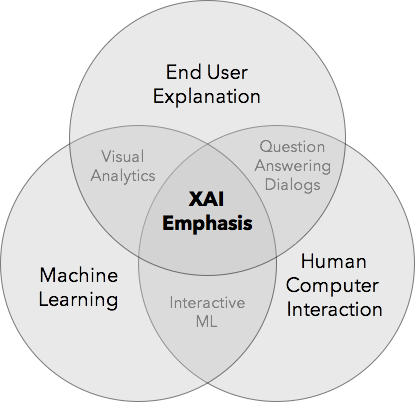 End User
Explanation
Visual
Analytics
Question
Answering
Dialogs
XAI
Emphasis
Machine
Learning
Human
Computer
Interaction
Interactive
ML